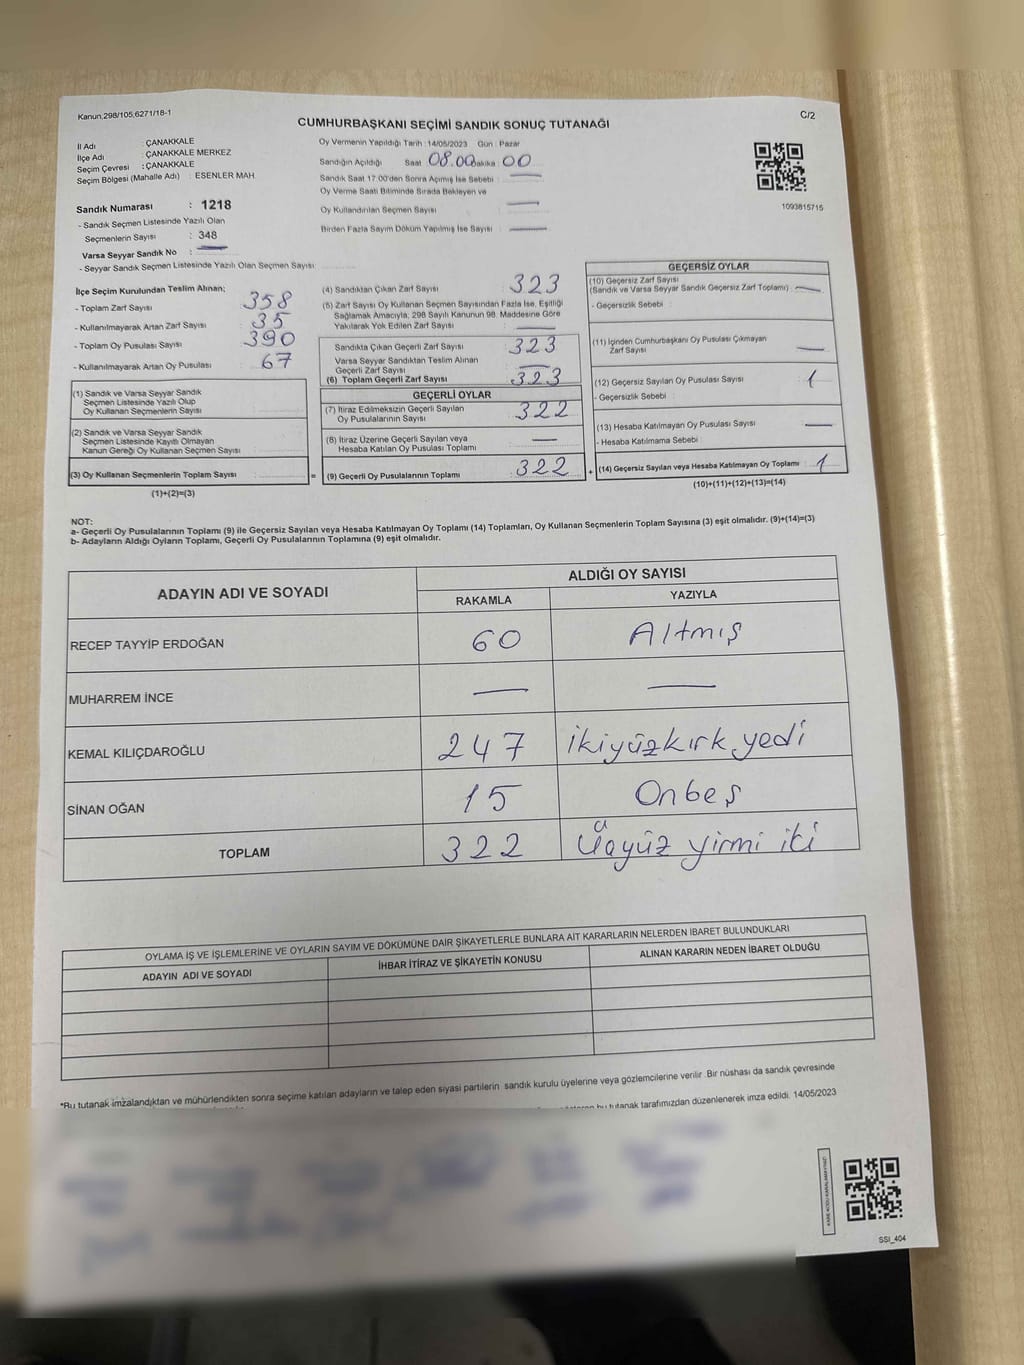 Kanun,298/105,6271/18-1
C/2
CUMHURBAŞKANI SEÇİMİ SANDIK SONUÇ TUTANAĞI
İl Adı : ÇANAKKALE
İlçe Adı : ÇANAKKALE MERKEZ
Seçim Çevresi : ÇANAKKALE
Seçim Bölgesi (Mahalle Adı) : ESENLER MAH.
Oy Vermenin Yapıldığı Tarih : 14/05/2023 Gün : Pazar
Sandığın Açıldığı Saat 08.00 Dakika : 00
Sandık Saat 17:00'den Sonra Açımış İse Sebebi :
Oy Verme Saati Bitiminde Sırada Bekleyen ve
Oy Kullandırılan Seçmen Sayısı
Birden Fazla Sayım Döküm Yapılmış İse Sayısı :
1093815715
Sandık Numarası : 1218
- Sandık Seçmen Listesinde Yazılı Olan
Seçmenlerin Sayısı : 348
Varsa Seyyar Sandık No :
- Seyyar Sandık Seçmen Listesinde Yazılı Olan Seçmen Sayısı:
İlçe Seçim Kurulundan Teslim Alınan;
- Toplam Zarf Sayısı : 358
- Kullanılmayarak Artan Zarf Sayısı : 35
- Toplam Oy Pusulası Sayısı : 390
- Kullanılmayarak Artan Oy Pusulası : 67
(1) Sandık ve Varsa Seyyar Sandık
Seçmen Listesinde Yazılı Olup
Oy Kullanan Seçmenlerin Sayısı :
(2) Sandık ve Varsa Seyyar Sandık
Seçmen Listesinde Kayıtlı Olmayan
Kanun Gereği Oy Kullanan Seçmen Sayısı :
(3) Oy Kullanan Seçmenlerin Toplam Sayısı :
(1)+(2)=(3)
(4) Sandıktan Çıkan Zarf Sayısı : 323
(5) Zarf Sayısı Oy Kullanan Seçmen Sayısından Fazla İse, Eşitliği
Sağlamak Amacıyla, 298 Sayılı Kanunun 98. Maddesine Göre
Yakılarak Yok Edilen Zarf Sayısı :
Sandıkta Çıkan Geçerli Zarf Sayısı : 323
Varsa Seyyar Sandıktan Teslim Alınan
Geçerli Zarf Sayısı :
(6) Toplam Geçerli Zarf Sayısı : 323
GEÇERLİ OYLAR
(7) İtiraz Edilmeksizin Geçerli Sayılan
Oy Pusulalarının Sayısı : 322
(8) İtiraz Üzerine Geçerli Sayılan veya
Hesaba Katılan Oy Pusulası Toplamı :
= (9) Geçerli Oy Pusulalarının Toplamı : 322 +
GEÇERSİZ OYLAR
(10) Geçersiz Zarf Sayısı
(Sandık ve Varsa Seyyar Sandık Geçersiz Zarf Toplamı) :
- Geçersizlik Sebebi :
(11) İçinden Cumhurbaşkanı Oy Pusulası Çıkmayan
Zarf Sayısı :
(12) Geçersiz Sayılan Oy Pusulası Sayısı : 1
- Geçersizlik Sebebi :
(13) Hesaba Katılmayan Oy Pusulası Sayısı :
- Hesaba Katılmama Sebebi :
(14) Geçersiz Sayılan veya Hesaba Katılmayan Oy Toplamı : 1
(10)+(11)+(12)+(13)=(14)
NOT:
a- Geçerli Oy Pusulalarının Toplamı (9) ile Geçersiz Sayılan veya Hesaba Katılmayan Oy Toplamı (14) Toplamları, Oy Kullanan Seçmenlerin Toplam Sayısına (3) eşit olmalıdır. (9)+(14)=(3)
b- Adayların Aldığı Oyların Toplamı, Geçerli Oy Pusulalarının Toplamına (9) eşit olmalıdır.
ADAYIN ADI VE SOYADI
ALDIĞI OY SAYISI
RAKAMLA YAZIYLA
RECEP TAYYİP ERDOĞAN 60 Altmış
MUHARREM İNCE
KEMAL KILIÇDAROĞLU 247 ikiyüzkırk yedi
SİNAN OĞAN 15 Onbeş
TOPLAM 322 Üçyüz yirmi iki
OYLAMA İŞ VE İŞLEMLERİNE VE OYLARIN SAYIM VE DÖKÜMÜNE DAİR ŞİKAYETLERLE BUNLARA AİT KARARLARIN NELERDEN İBARET BULUNDUKLARI
ADAYIN ADI VE SOYADI İHBAR İTİRAZ VE ŞİKAYETİN KONUSU ALINAN KARARIN NEDEN İBARET OLDUĞU
*Bu tutanak imzalandıktan ve mühürlendikten sonra seçime katılan adayların ve talep eden siyasi partilerin sandık kurulu üyelerine veya gözlemcilerine verilir. Bir nüshası da sandık çevresinde
bu tutanak tarafımızdan düzenlenerek imza edildi. 14/05/2023
SSI_404